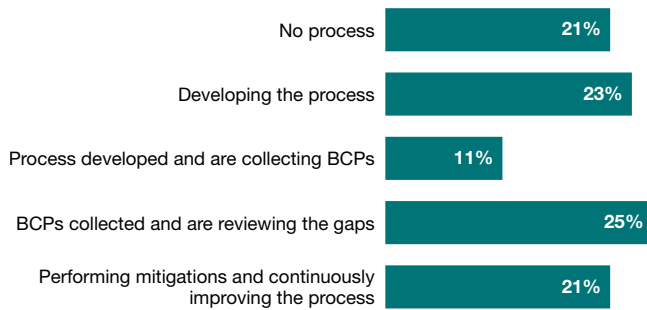 No process
21%
Developing the process
23%
Process developed and are collecting BCPs
11%
BCPs collected and are reviewing the gaps
25%
Performing mitigations and continuously
improving the process
21%